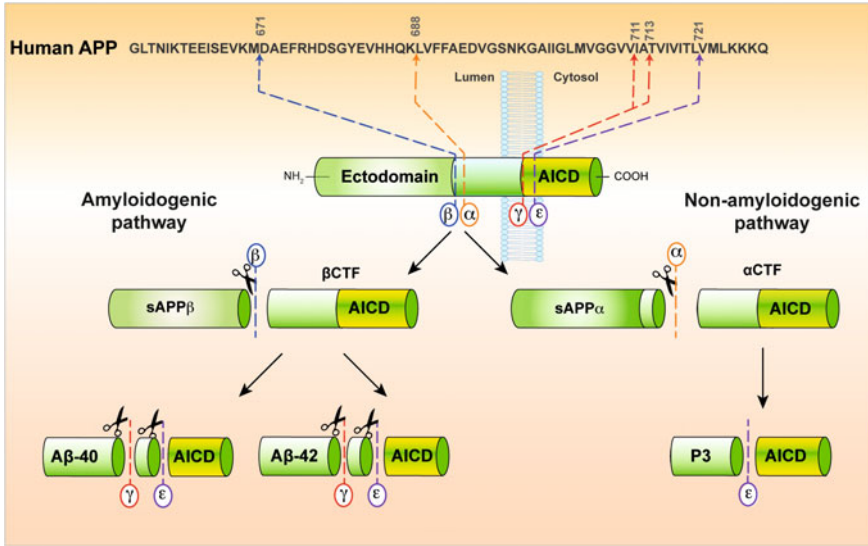 671 688 711 713 721
Human APP GLTNIKTEEISEVKMDAEFRHDSGYEVHHQKLVFFAEDVGSNKGAIIGLMVGGVVIATVIVITLVMLKKKQ
Lumen Cytosol
NH₂ Ectodomain AICD COOH
β α γ ε
Amyloidogenic
pathway
Non-amyloidogenic
pathway
β α
βCTF αCTF
sAPPβ AICD sAPPα AICD
Aβ-40 AICD Aβ-42 AICD P3 AICD
γ ε γ ε ε